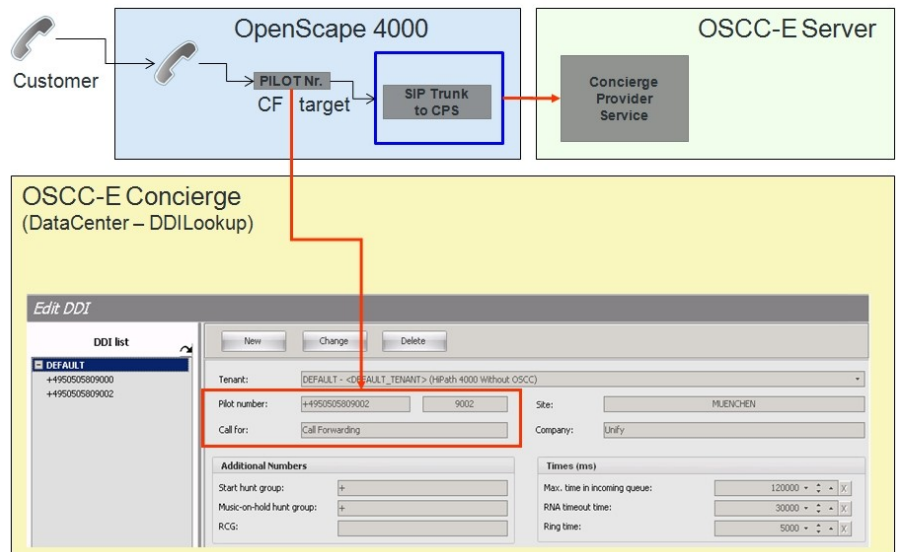 OpenScape 4000
OSCC-E Server
Customer
PILOT Nr.
CF target
SIP Trunk
to CPS
Concierge
Provider
Service
OSCC-E Concierge
(DataCenter – DDILookup)
Edit DDI
DDI list
DEFAULT
+4950505809000
+4950505809002
New Change Delete
Tenant: DEFAULT - <DEFAULT_TENANT> (HiPath 4000 Without OSCC)
Pilot number: +4950505809002 9002 Site: MUENCHEN
Call for: Call Forwarding Company: Unify
Additional Numbers Times (ms)
Start hunt group: + Max. time in incoming queue: 120000 X
Music-on-hold hunt group: + RNA timeout time: 30000 X
RCG: Ring time: 5000 X